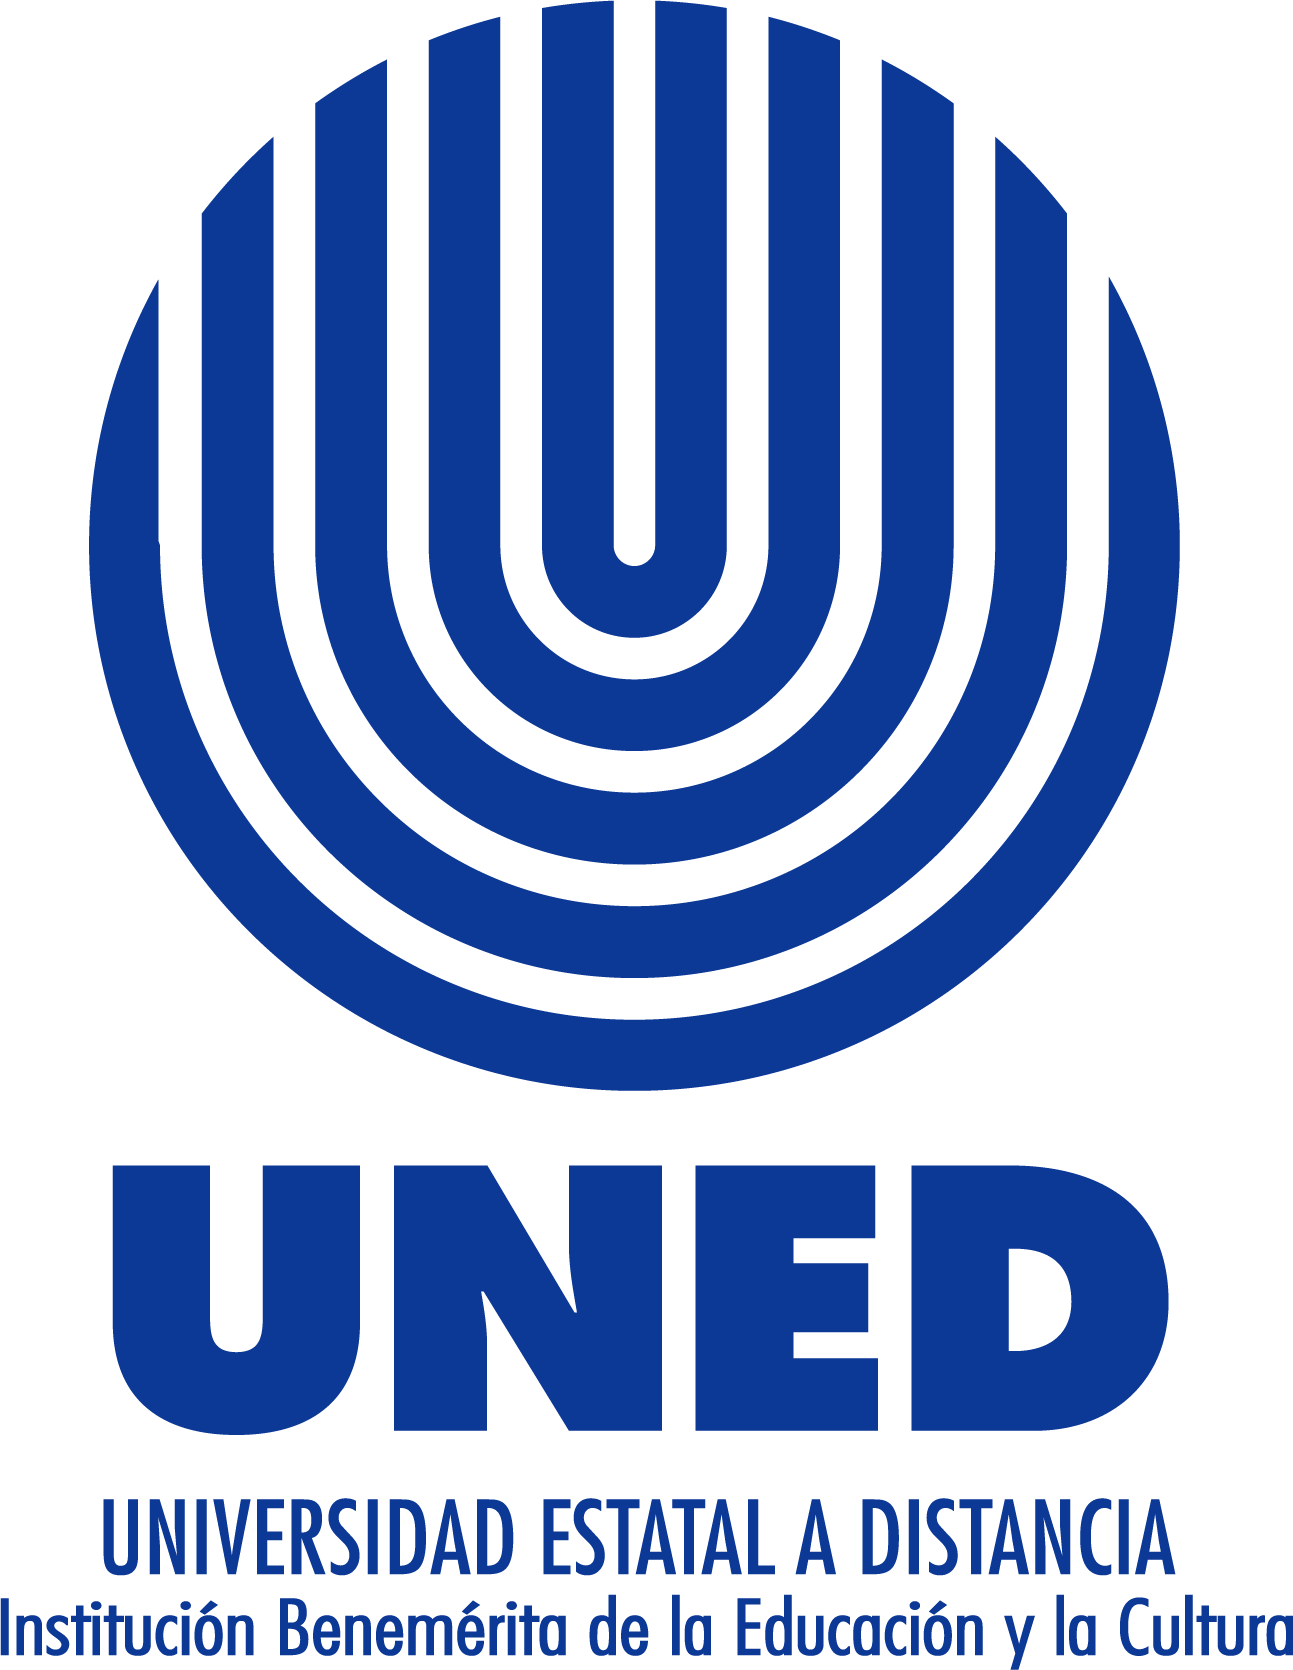 UNED
UNIVERSIDAD ESTATAL A DISTANCIA
Institución Benemérita de la Educación y la Cultura